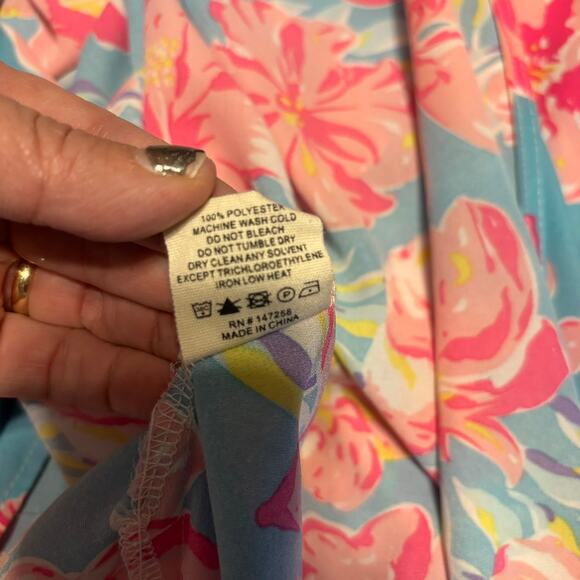 100% POLYESTER
MACHINE WASH COLD
DO NOT BLEACH
DO NOT TUMBLE DRY
DRY CLEAN ANY SOLVENT
EXCEPT TRICHLOROETHYLENE
IRON LOW HEAT
RN # 147258
MADE IN CHINA